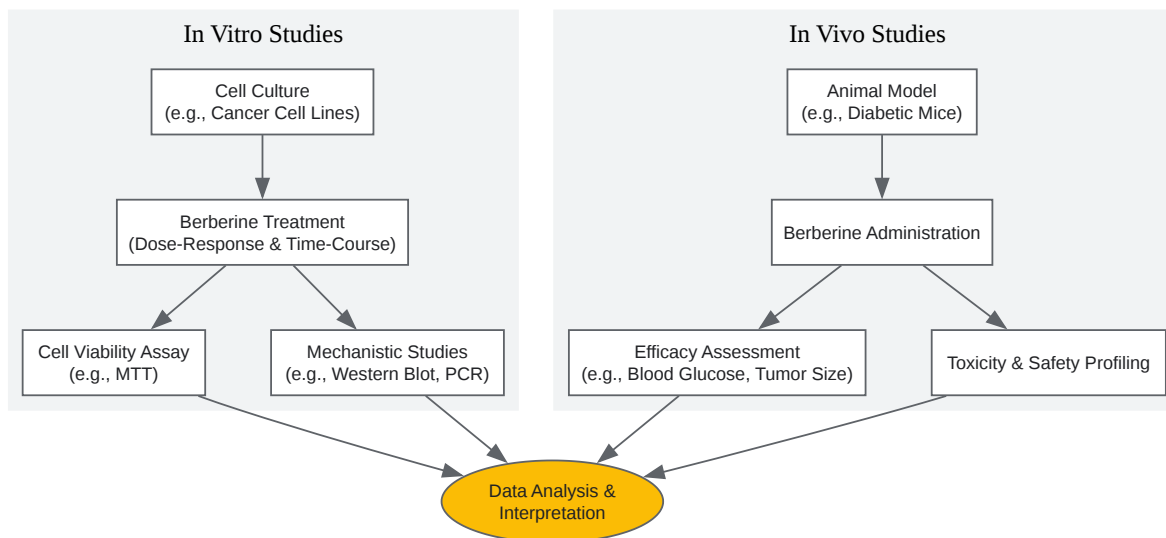 In Vitro Studies
Cell Culture
(e.g., Cancer Cell Lines)
Berberine Treatment
(Dose-Response & Time-Course)
Cell Viability Assay
(e.g., MTT)
Mechanistic Studies
(e.g., Western Blot, PCR)
In Vivo Studies
Animal Model
(e.g., Diabetic Mice)
Berberine Administration
Efficacy Assessment
(e.g., Blood Glucose, Tumor Size)
Toxicity & Safety Profiling
Data Analysis &
Interpretation